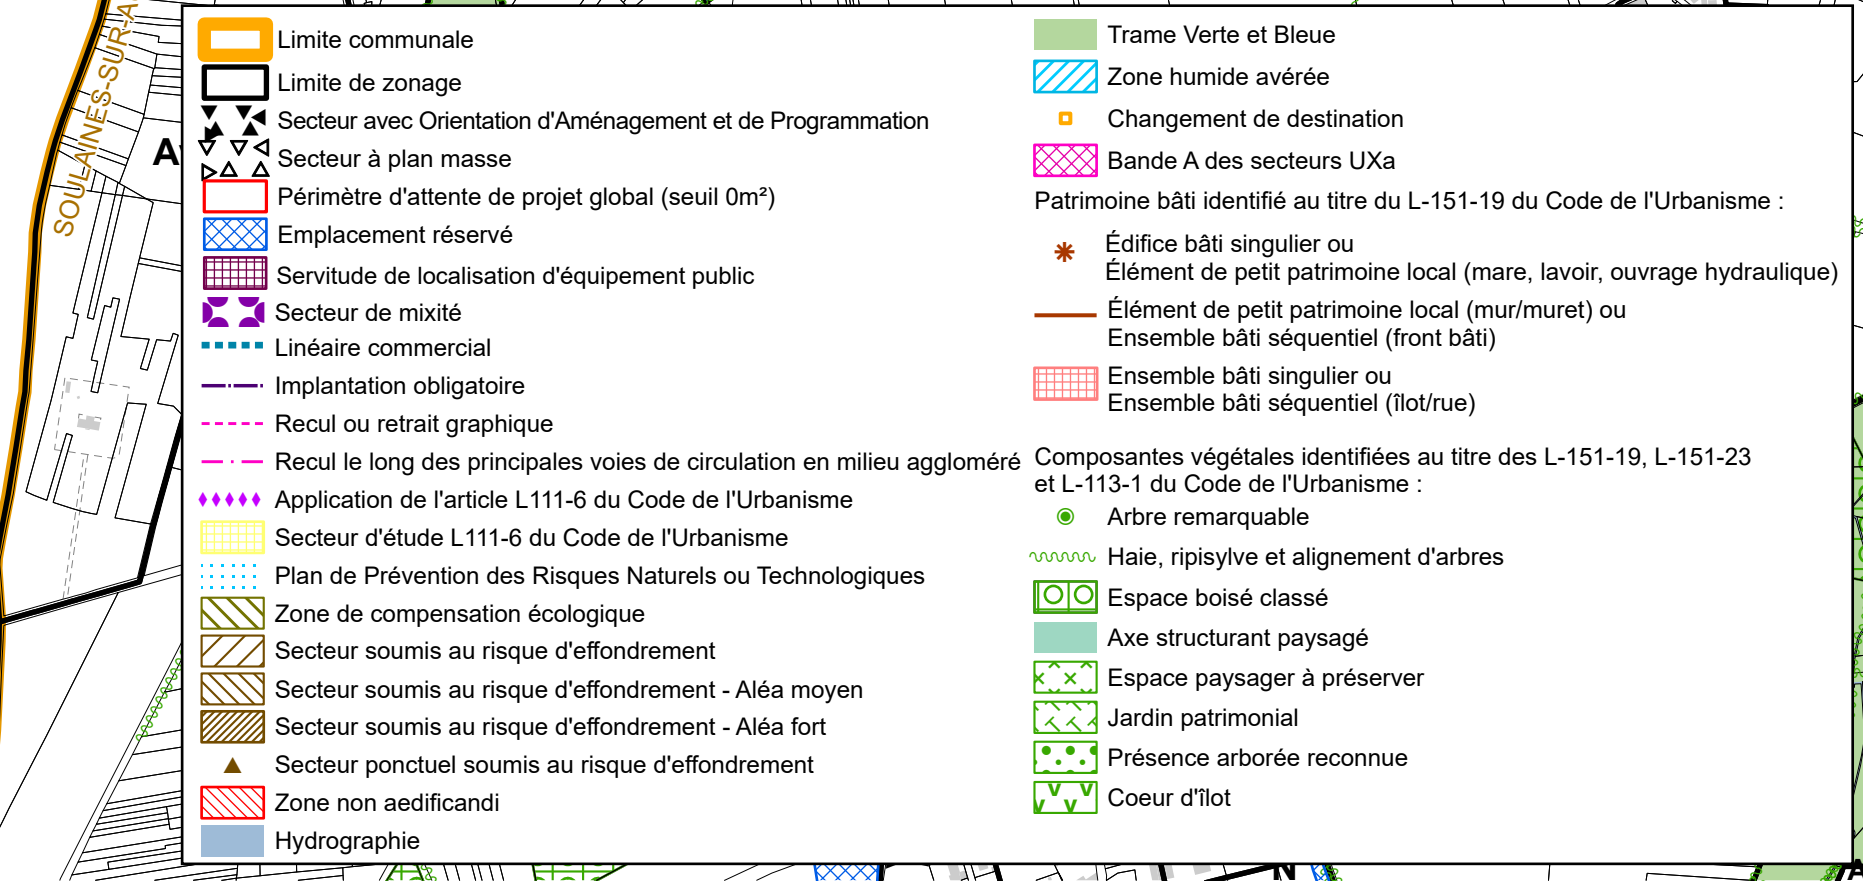 SOULAINES-SUR-A
A
Limite communale
Limite de zonage
Secteur avec Orientation d'Aménagement et de Programmation
Secteur à plan masse
Périmètre d'attente de projet global (seuil 0m²)
Emplacement réservé
Servitude de localisation d'équipement public
Secteur de mixité
Linéaire commercial
Implantation obligatoire
Recul ou retrait graphique
Recul le long des principales voies de circulation en milieu aggloméré
Application de l'article L111-6 du Code de l'Urbanisme
Secteur d'étude L111-6 du Code de l'Urbanisme
Plan de Prévention des Risques Naturels ou Technologiques
Zone de compensation écologique
Secteur soumis au risque d'effondrement
Secteur soumis au risque d'effondrement - Aléa moyen
Secteur soumis au risque d'effondrement - Aléa fort
Secteur ponctuel soumis au risque d'effondrement
Zone non aedificandi
Hydrographie
Trame Verte et Bleue
Zone humide avérée
Changement de destination
Bande A des secteurs UXa
Patrimoine bâti identifié au titre du L-151-19 du Code de l'Urbanisme :
Édifice bâti singulier ou
Élément de petit patrimoine local (mare, lavoir, ouvrage hydraulique)
Élément de petit patrimoine local (mur/muret) ou
Ensemble bâti séquentiel (front bâti)
Ensemble bâti singulier ou
Ensemble bâti séquentiel (îlot/rue)
Composantes végétales identifiées au titre des L-151-19, L-151-23
et L-113-1 du Code de l'Urbanisme :
Arbre remarquable
Haie, ripisylve et alignement d'arbres
Espace boisé classé
Axe structurant paysagé
Espace paysager à préserver
Jardin patrimonial
Présence arborée reconnue
Coeur d'îlot